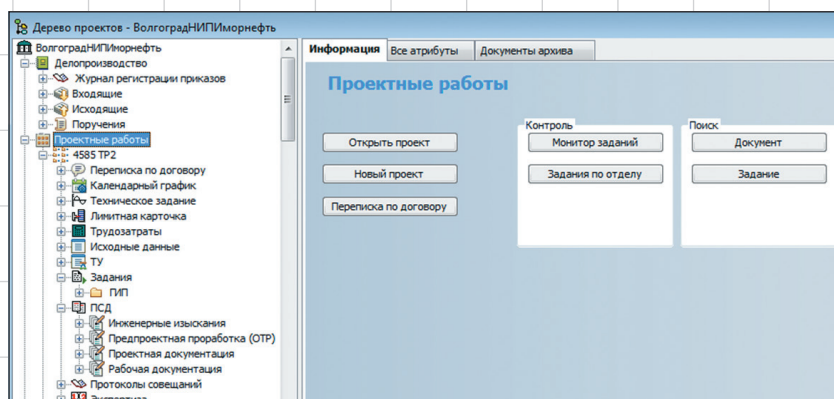 Дерево проектов - ВолгоградНИПИморнефть
ВолгоградНИПИморнефть
Делопроизводство
Журнал регистрации приказов
Входящие
Исходящие
Поручения
Проектные работы
4585 ТР2
Переписка по договору
Календарный график
Техническое задание
Лимитная карточка
Трудозатраты
Исходные данные
ТУ
Задания
ГИП
ПСД
Инженерные изыскания
Предпроектная проработка (ОТР)
Проектная документация
Рабочая документация
Протоколы совещаний
Экспертиза
Информация Все атрибуты Документы архива
Проектные работы
Открыть проект
Новый проект
Переписка по договору
Контроль
Монитор заданий
Задания по отделу
Поиск
Документ
Задание